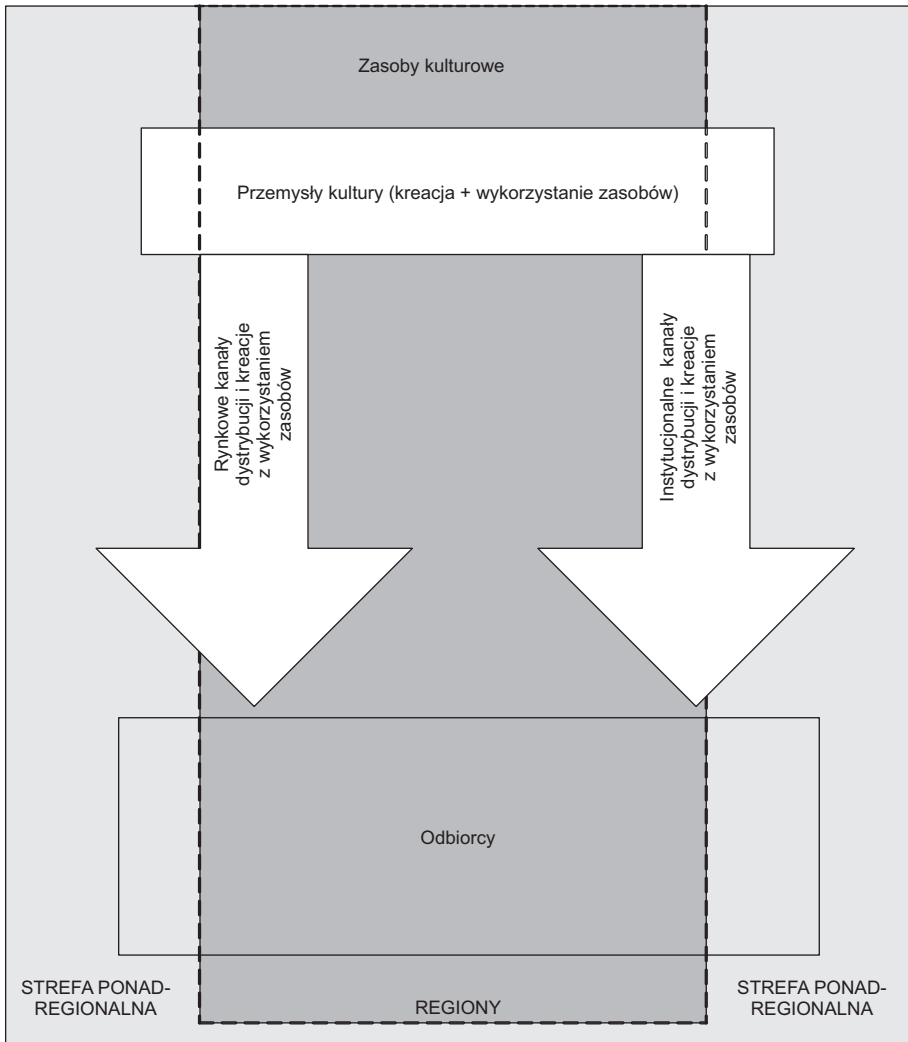 Zasoby kulturowe
Przemysły kultury (kreacja + wykorzystanie zasobów)
Rynkowe kanały
dystrybucji i kreacje
z wykorzystaniem
zasobów
Instytucjonalne kanały
dystrybucji i kreacje
z wykorzystaniem
zasobów
Odbiorcy
STREFA PONAD-
REGIONALNA
REGIONY
STREFA PONAD-
REGIONALNA